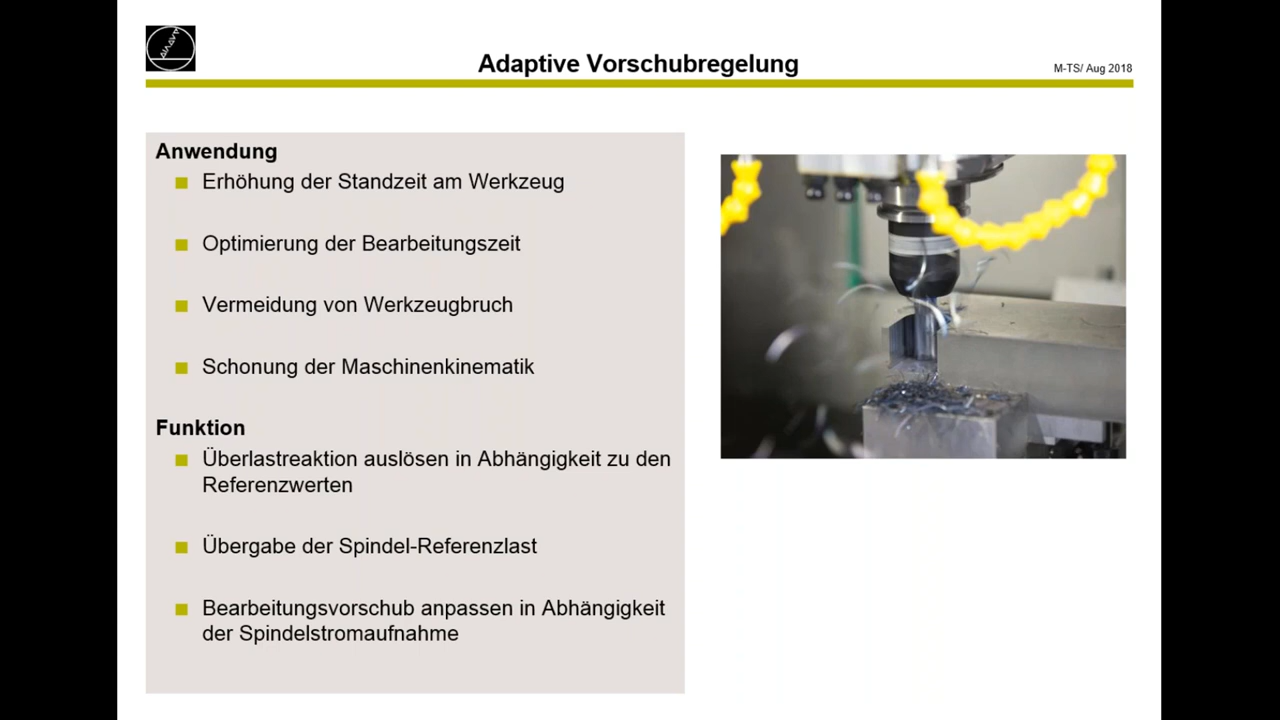 Adaptive Vorschubregelung
M-TS/ Aug 2018
Anwendung
Erhöhung der Standzeit am Werkzeug
Optimierung der Bearbeitungszeit
Vermeidung von Werkzeugbruch
Schonung der Maschinenkinematik
Funktion
Überlastreaktion auslösen in Abhängigkeit zu den
Referenzwerten
Übergabe der Spindel-Referenzlast
Bearbeitungsvorschub anpassen in Abhängigkeit
der Spindelstromaufnahme